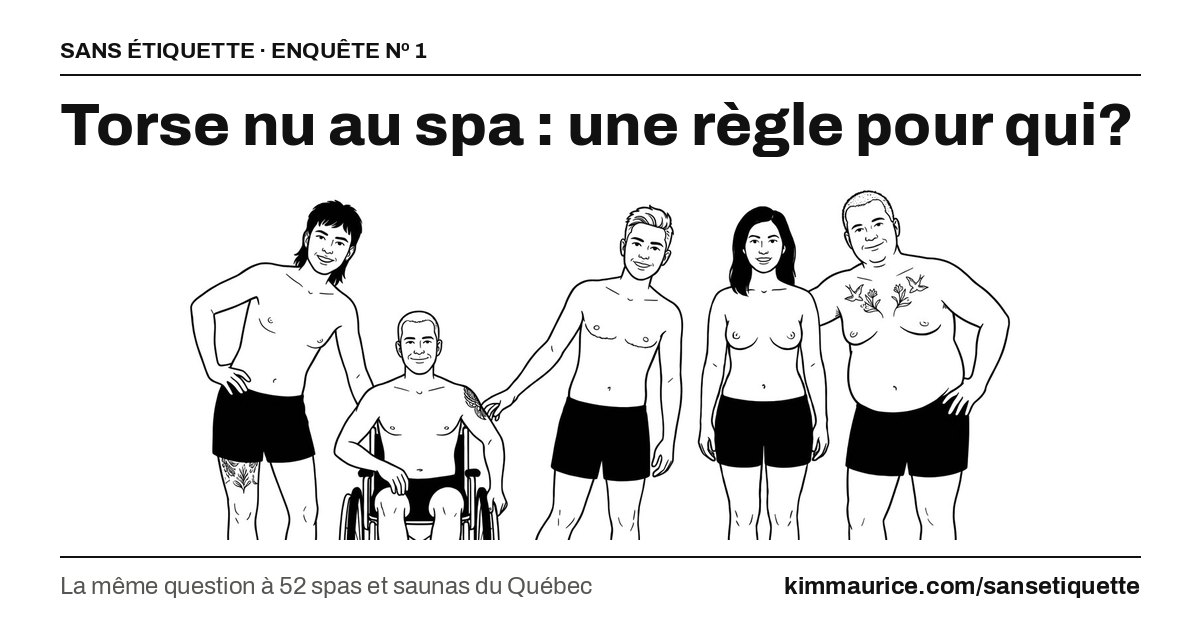 SANS ÉTIQUETTE · ENQUÊTE Nº 1
Torse nu au spa : une règle pour qui?
La même question à 52 spas et saunas du Québec
kimmaurice.com/sansetiquette